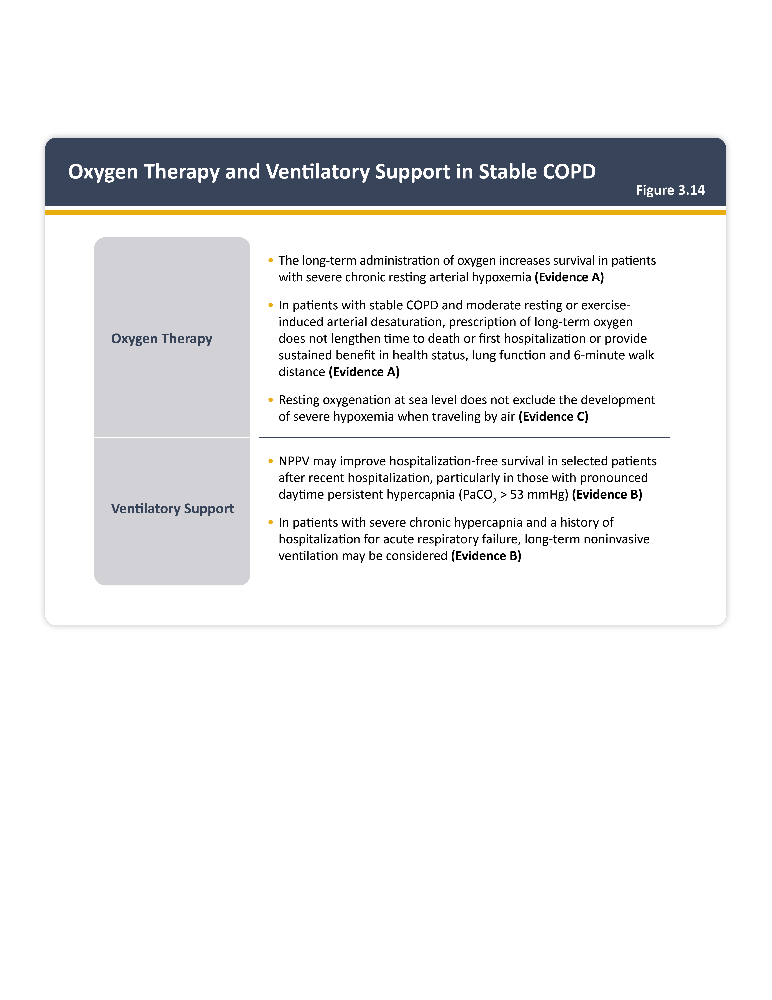 Oxygen Therapy and Ventilatory Support in Stable COPD
Figure 3.14
Oxygen Therapy
• The long-term administration of oxygen increases survival in patients
with severe chronic resting arterial hypoxemia (Evidence A)
• In patients with stable COPD and moderate resting or exercise-
induced arterial desaturation, prescription of long-term oxygen
does not lengthen time to death or first hospitalization or provide
sustained benefit in health status, lung function and 6-minute walk
distance (Evidence A)
• Resting oxygenation at sea level does not exclude the development
of severe hypoxemia when traveling by air (Evidence C)
Ventilatory Support
• NPPV may improve hospitalization-free survival in selected patients
after recent hospitalization, particularly in those with pronounced
daytime persistent hypercapnia (PaCO₂ > 53 mmHg) (Evidence B)
• In patients with severe chronic hypercapnia and a history of
hospitalization for acute respiratory failure, long-term noninvasive
ventilation may be considered (Evidence B)